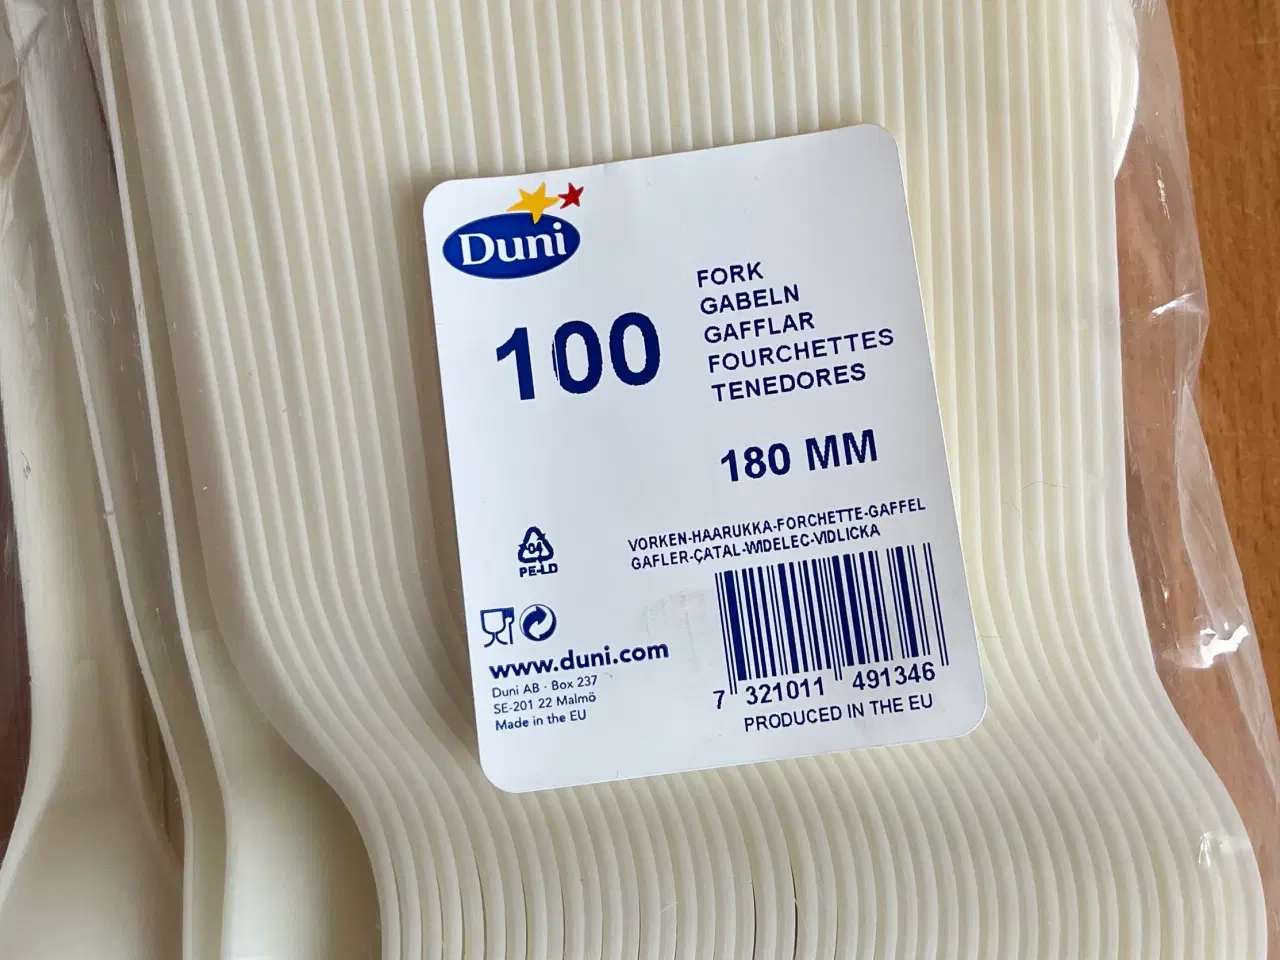 Duni
100
FORK
GABELN
GAFFLAR
FOURCHETTES
TENEDORES
180 MM
VORKEN-HAARUKKA-FORCHETTE-GAFFEL
GAFLER-ÇATAL-WIDELEC-VIDLICKA
04
PE-LD
www.duni.com
Duni AB · Box 237
SE-201 22 Malmö
Made in the EU
7 321011 491346
PRODUCED IN THE EU